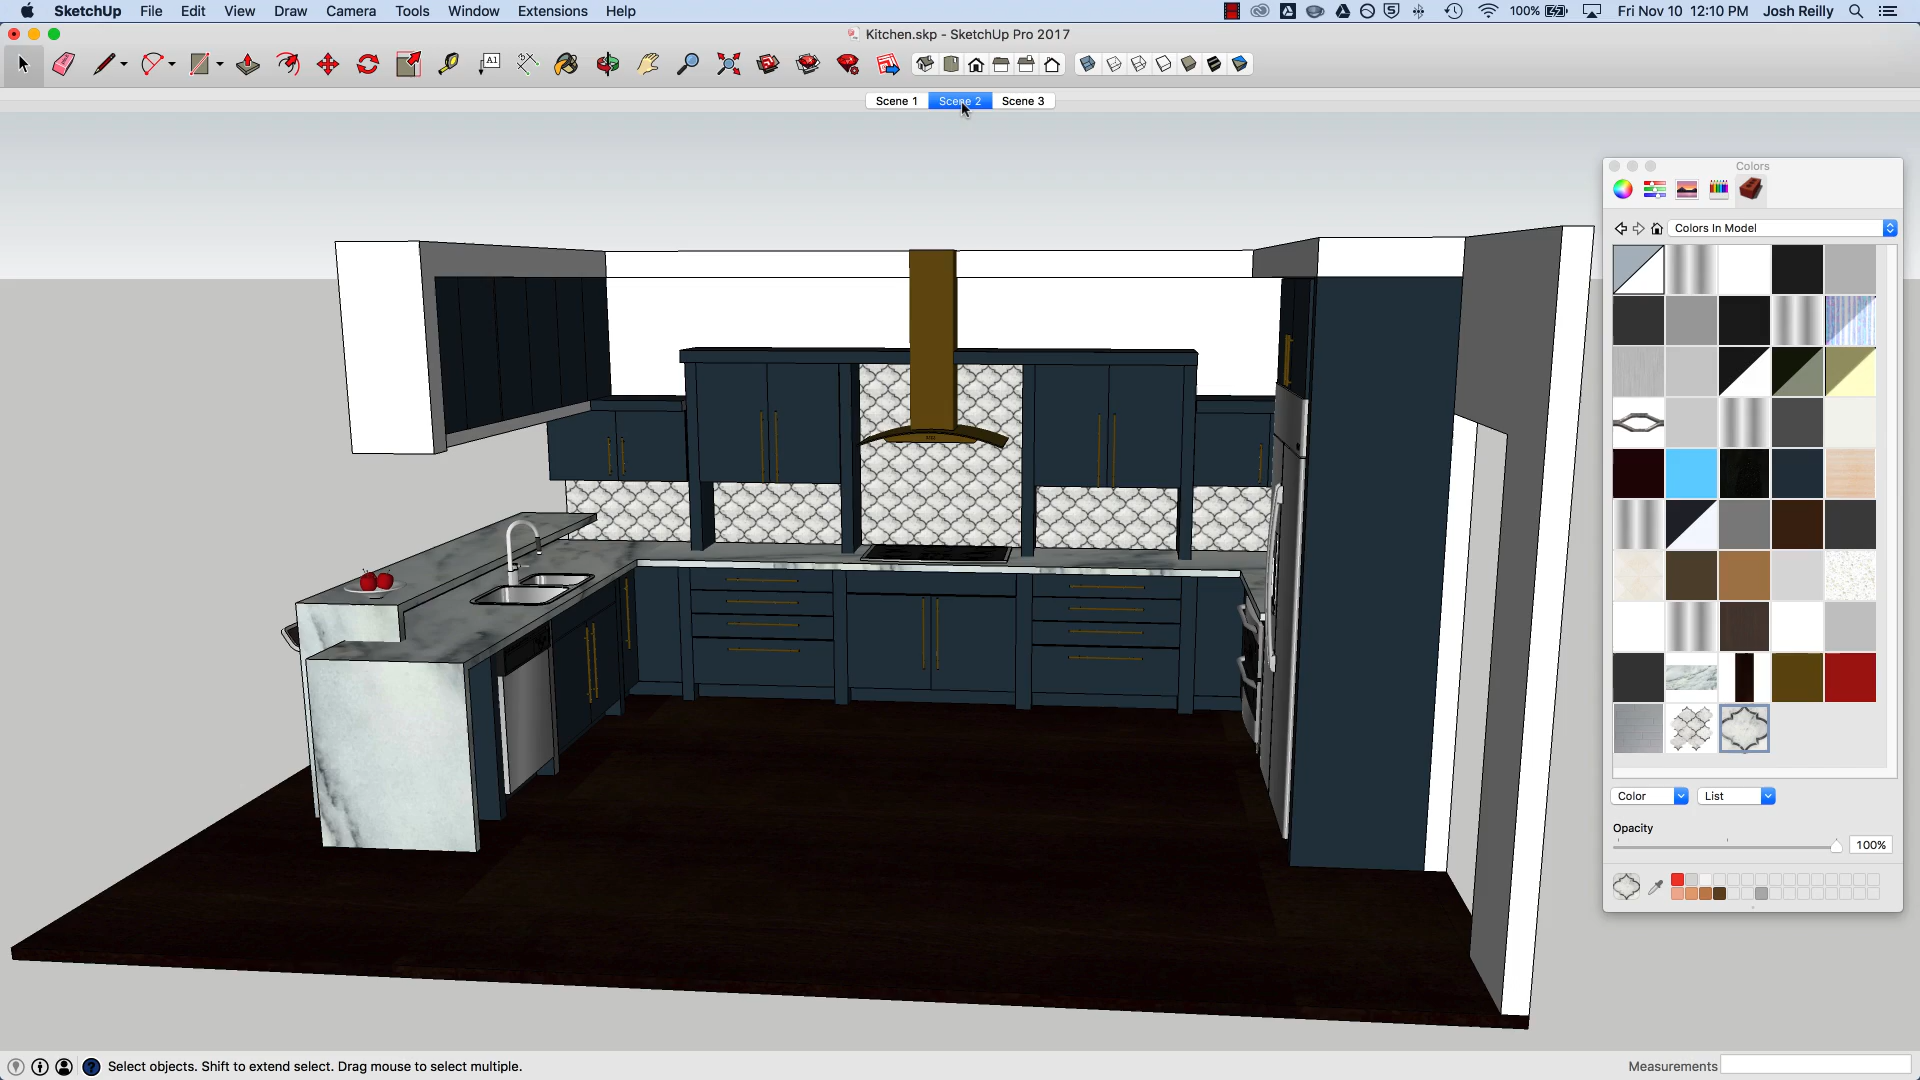 SketchUp File Edit View Draw Camera Tools Window Extensions Help 100% Fri Nov 10 12:10 PM Josh Reilly
Kitchen.skp - SketchUp Pro 2017
A1
Scene 1 Scene 2 Scene 3
Colors
Colors In Model
Color List
Opacity
100%
Select objects. Shift to extend select. Drag mouse to select multiple.
Measurements